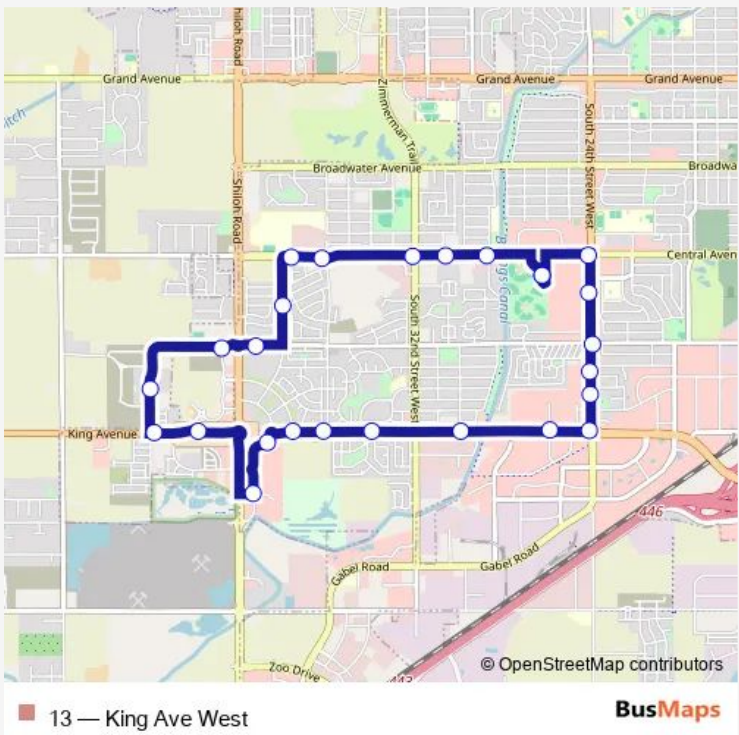 Shiloh Road
Grand Avenue
Grand Avenue
Grand Avenue
Zimmerman Trail
South 24th Street West
Broadwater Avenue
Broadwa
Shiloh Road
Central Aven
South 32nd Street West
King Avenue
446
Gabel Road
Gabel Road
Zoo Drive
© OpenStreetMap contributors
13 — King Ave West
BusMaps